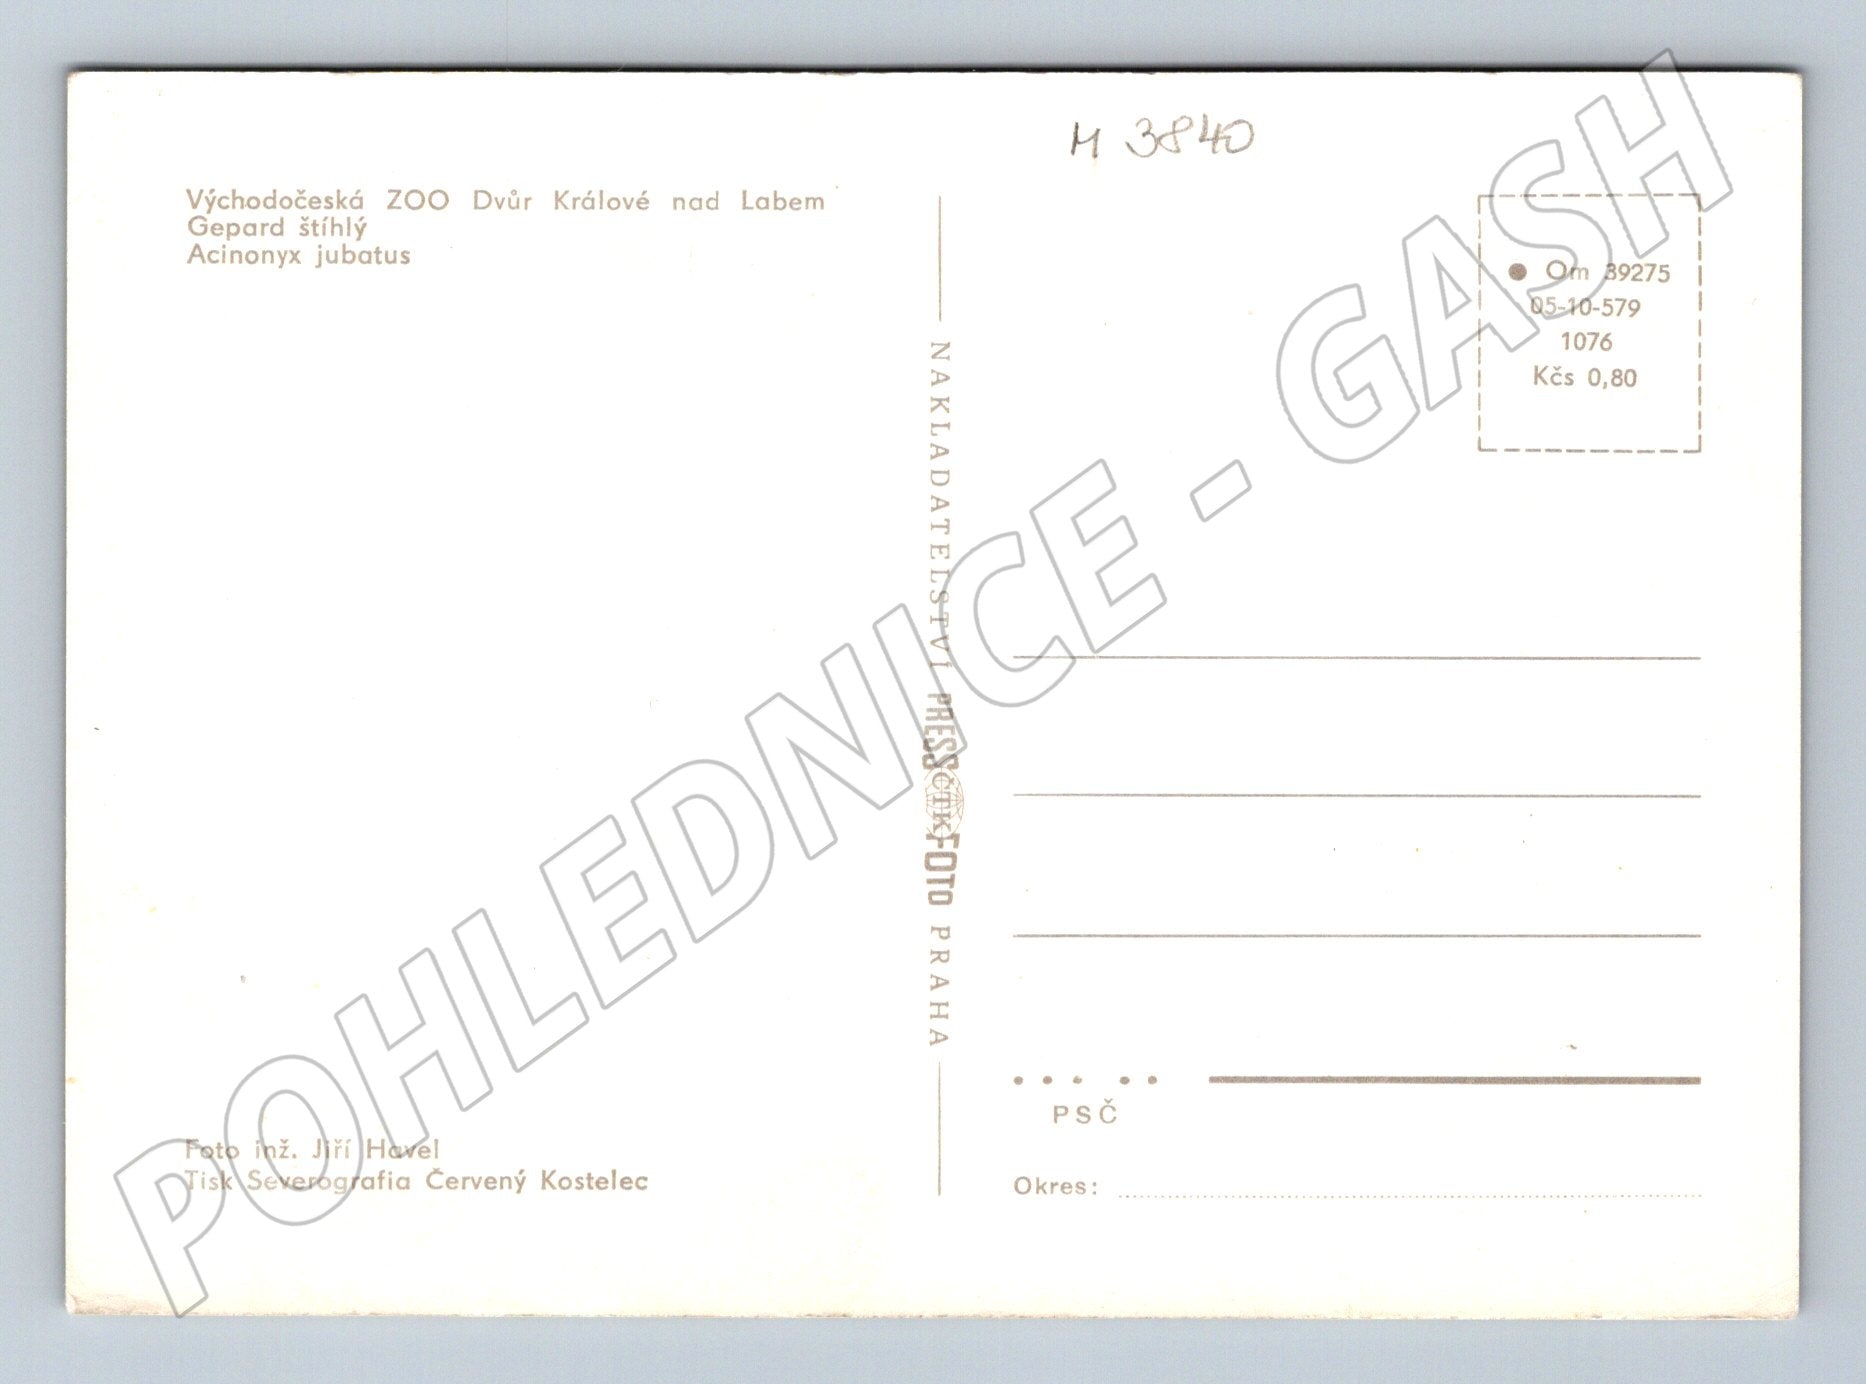 M 3840
Východočeská ZOO Dvůr Králové nad Labem
Gepard štíhlý
Acinonyx jubatus
● Om 39275
05-10-579
1076
Kčs 0,80
NAKLADATELSTVÍ PRESSFOTO PRAHA
ČTK
POHLEDNICE - GASH
PSČ
Foto inž. Jiří Havel
Tisk Severografia Červený Kostelec
Okres: